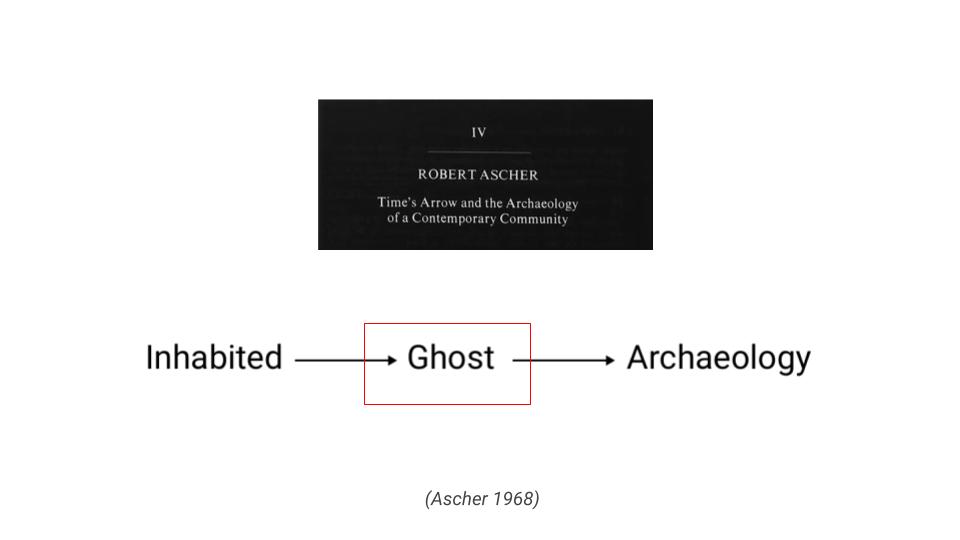 IV
ROBERT ASCHER
Time's Arrow and the Archaeology
of a Contemporary Community
Inhabited Ghost Archaeology
(Ascher 1968)